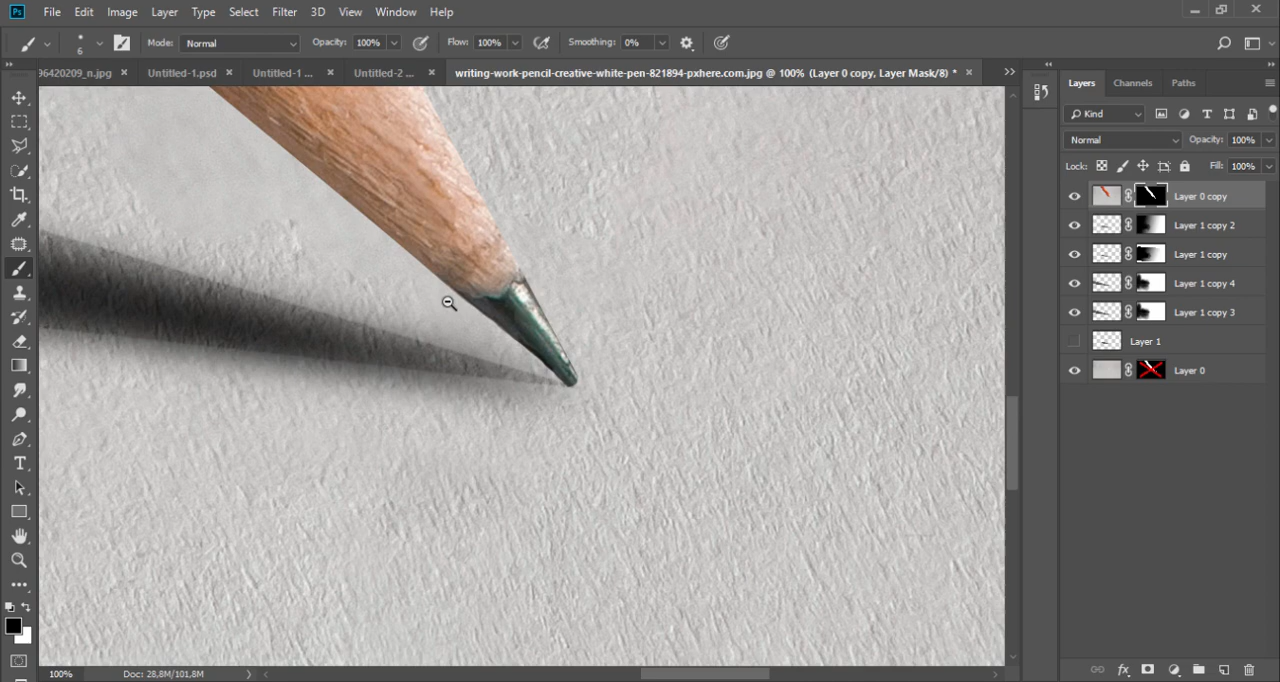 Ps File Edit Image Layer Type Select Filter 3D View Window Help
6 Mode: Normal Opacity: 100% Flow: 100% Smoothing: 0%
96420209_n.jpg × Untitled-1.psd × Untitled-1 ... × Untitled-2 ... × writing-work-pencil-creative-white-pen-821894-pxhere.com.jpg @ 100% (Layer 0 copy, Layer Mask/8) * ×
Layers Channels Paths
Kind
Normal Opacity: 100%
Lock: Fill: 100%
Layer 0 copy
Layer 1 copy 2
Layer 1 copy
Layer 1 copy 4
Layer 1 copy 3
Layer 1
Layer 0
100% Doc: 28,8M/101,8M